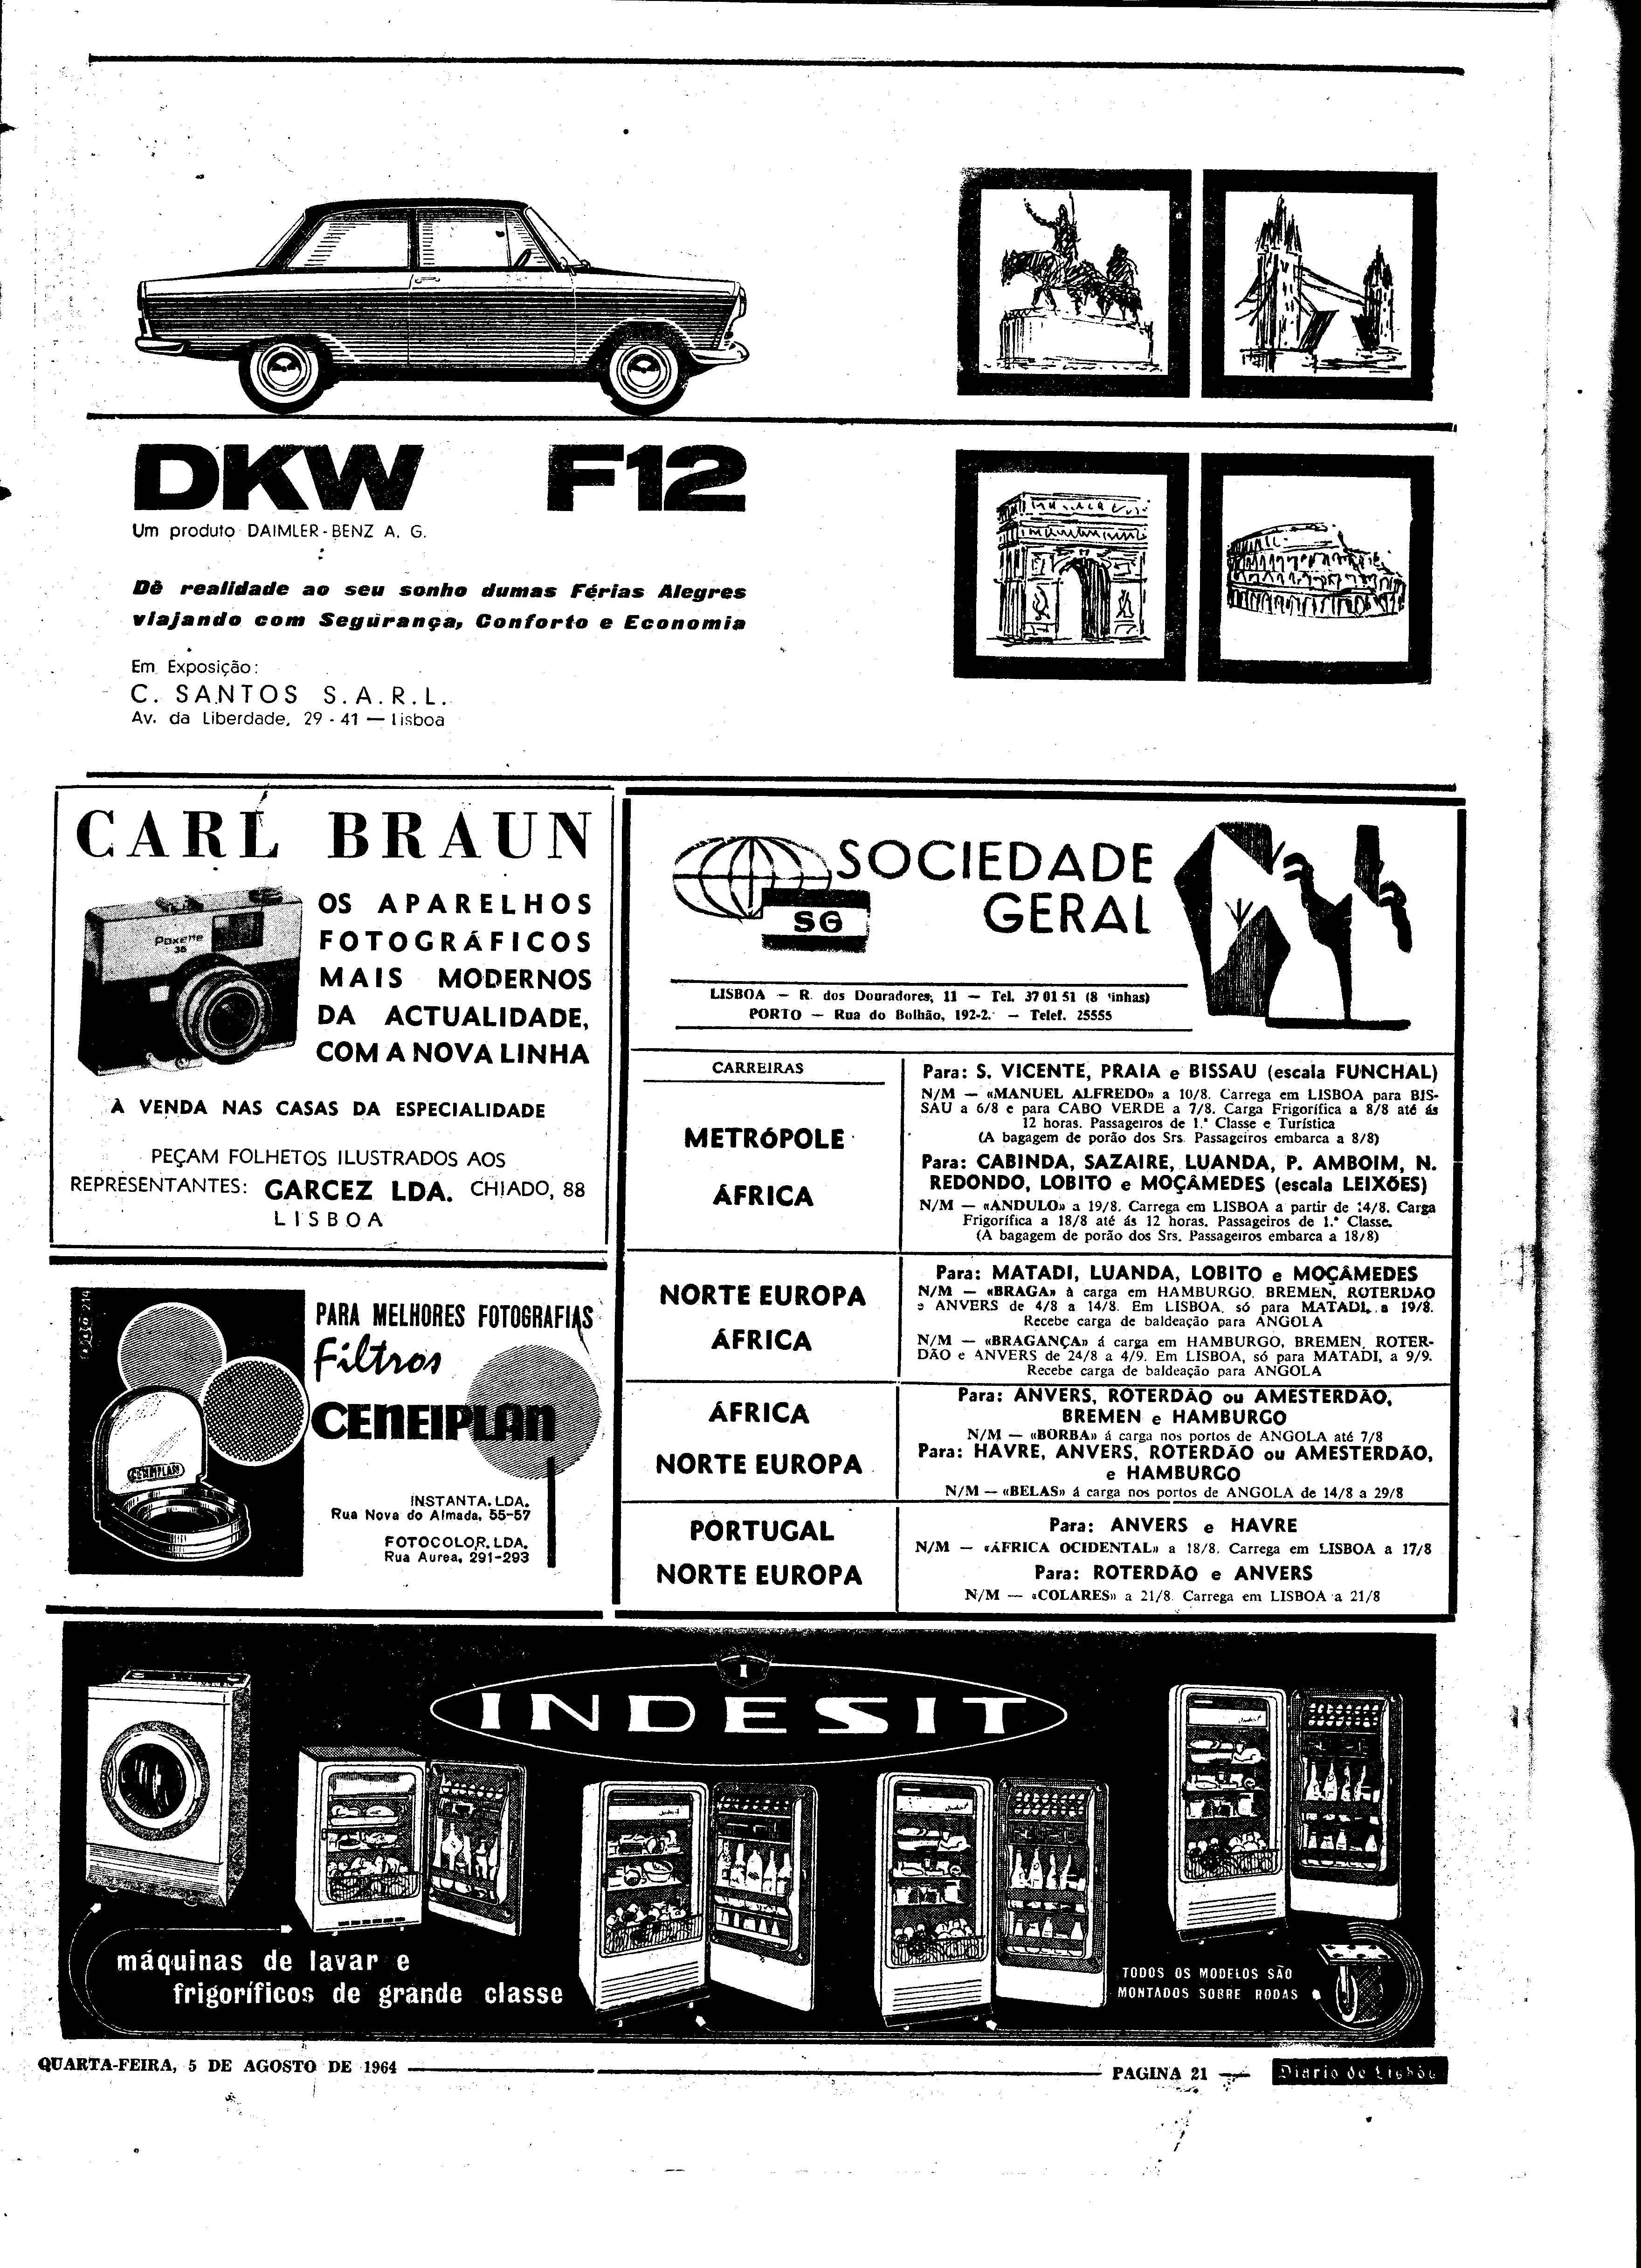 DKW F12
Um produto DAIMLER-BENZ A. G.
Dê realidade ao seu sonho dumas Férias Alegres
viajando com Segurança, Conforto e Economia
Em Exposição:
C. SANTOS S.A.R.L.
Av. da Liberdade, 29 - 41 — Lisboa
CARL BRAUN
Paxette
35
OS APARELHOS
FOTOGRÁFICOS
MAIS MODERNOS
DA ACTUALIDADE,
COM A NOVA LINHA
À VENDA NAS CASAS DA ESPECIALIDADE
PEÇAM FOLHETOS ILUSTRADOS AOS
REPRESENTANTES: GARCEZ LDA. CHIADO, 88
LISBOA
PARA MELHORES FOTOGRAFIAS
Filtros
CENEIPLAN
INSTANTA, LDA.
Rua Nova do Almada, 55-57
FOTOCOLOR, LDA.
Rua Aurea, 291-293
SOCIEDADE
GERAL
SG
LISBOA — R. dos Douradores, 11 — Tel. 37 01 51 (8 linhas)
PORTO — Rua do Bolhão, 192-2.° — Telef. 25555
CARREIRAS
METRÓPOLE
ÁFRICA
Para: S. VICENTE, PRAIA e BISSAU (escala FUNCHAL)
N/M — «MANUEL ALFREDO» a 10/8. Carrega em LISBOA para BIS-
SAU a 6/8 e para CABO VERDE a 7/8. Carga Frigorífica a 8/8 até ás
12 horas. Passageiros de 1.ª Classe e Turística
(A bagagem de porão dos Srs. Passageiros embarca a 8/8)
Para: CABINDA, SAZAIRE, LUANDA, P. AMBOIM, N.
REDONDO, LOBITO e MOÇÂMEDES (escala LEIXÕES)
N/M — «ANDULO» a 19/8. Carrega em LISBOA a partir de 14/8. Carga
Frigorífica a 18/8 até ás 12 horas. Passageiros de 1.ª Classe.
(A bagagem de porão dos Srs. Passageiros embarca a 18/8)
NORTE EUROPA
ÁFRICA
Para: MATADI, LUANDA, LOBITO e MOÇÂMEDES
N/M — «BRAGA» à carga em HAMBURGO. BREMEN, ROTERDÃO
e ANVERS de 4/8 a 14/8. Em LISBOA, só para MATADI, a 19/8.
Recebe carga de baldeação para ANGOLA
N/M — «BRAGANÇA» á carga em HAMBURGO, BREMEN, ROTER-
DÃO e ANVERS de 24/8 a 4/9. Em LISBOA, só para MATADI, a 9/9.
Recebe carga de baldeação para ANGOLA
ÁFRICA
NORTE EUROPA
Para: ANVERS, ROTERDÃO ou AMESTERDÃO,
BREMEN e HAMBURGO
N/M — «BORBA» á carga nos portos de ANGOLA até 7/8
Para: HAVRE, ANVERS, ROTERDÃO ou AMESTERDÃO,
e HAMBURGO
N/M — «BELAS» á carga nos portos de ANGOLA de 14/8 a 29/8
PORTUGAL
NORTE EUROPA
Para: ANVERS e HAVRE
N/M — «ÁFRICA OCIDENTAL» a 18/8. Carrega em LISBOA a 17/8
Para: ROTERDÃO e ANVERS
N/M — «COLARES» a 21/8. Carrega em LISBOA a 21/8
I
INDESIT
máquinas de lavar e
frigoríficos de grande classe
TODOS OS MODELOS SÃO
MONTADOS SOBRE RODAS
QUARTA-FEIRA, 5 DE AGOSTO DE 1964
PAGINA 21
Diario de Lisboa